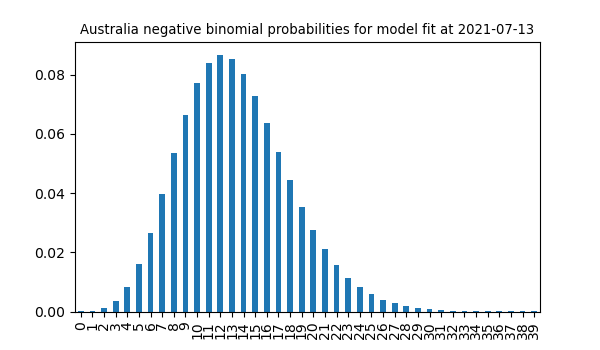 Australia negative binomial probabilities for model fit at 2021-07-13
0.08
0.06
0.04
0.02
0.00
0 1 2 3 4 5 6 7 8 9 10 11 12 13 14 15 16 17 18 19 20 21 22 23 24 25 26 27 28 29 30 31 32 33 34 35 36 37 38 39